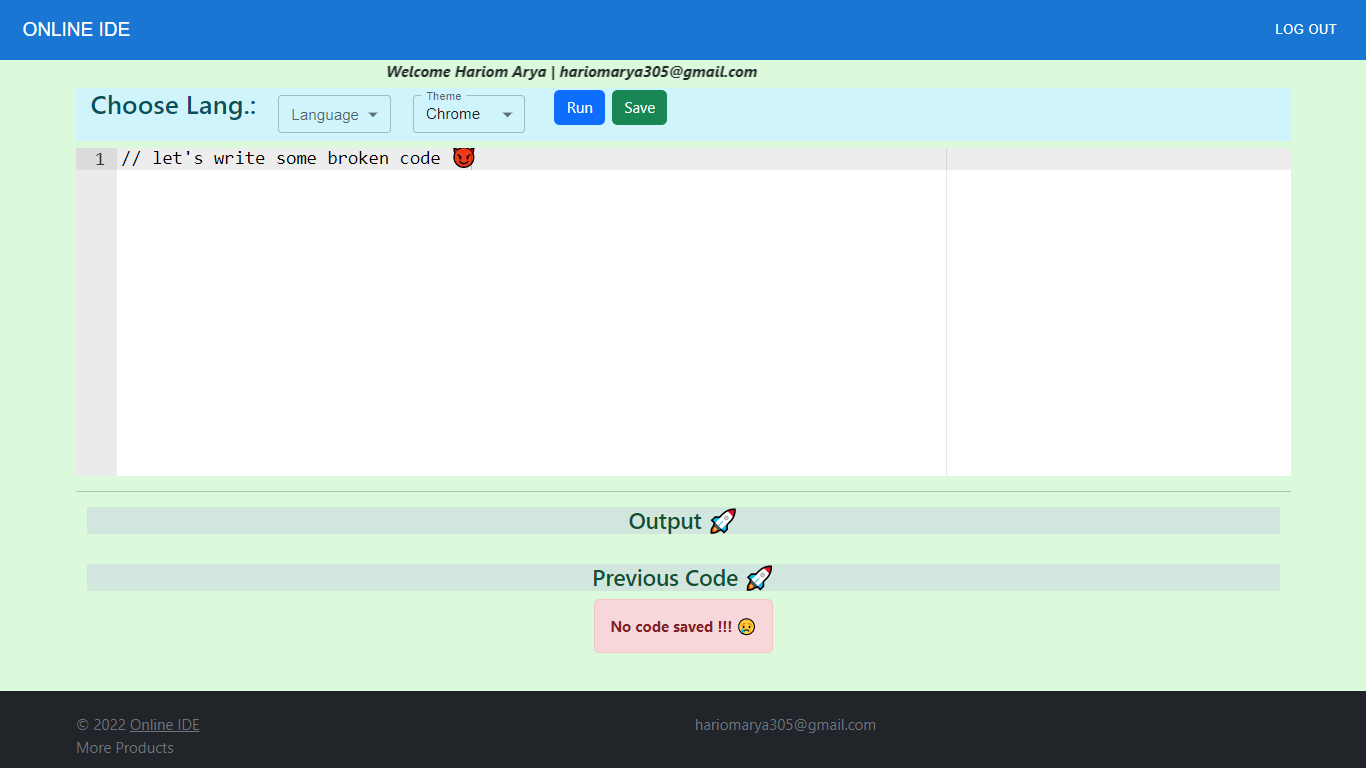 ONLINE IDE LOG OUT
Welcome Hariom Arya | hariomarya305@gmail.com
Choose Lang.: Language Theme Chrome Run Save
1 // let's write some broken code 😈
Output 🚀
Previous Code 🚀
No code saved !!! 😥
© 2022 Online IDE hariomarya305@gmail.com
More Products